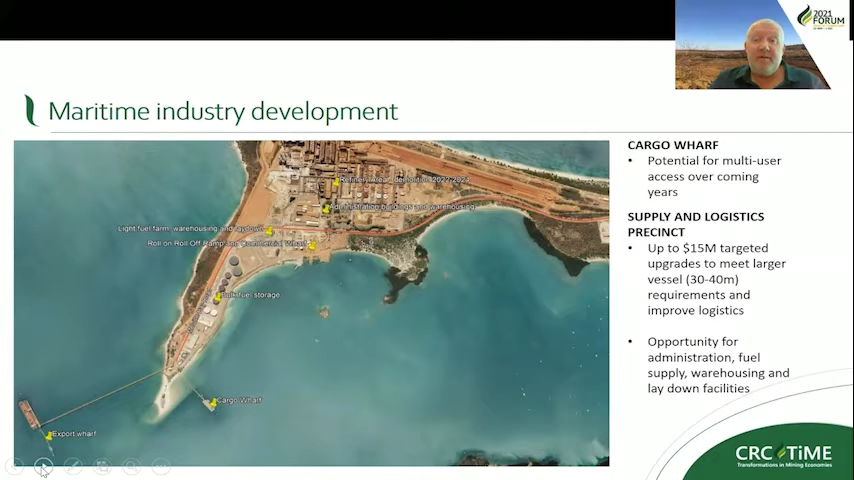 2021
FORUM
Maritime industry development
CARGO WHARF
• Potential for multi-user
access over coming
years
SUPPLY AND LOGISTICS
PRECINCT
• Up to $15M targeted
upgrades to meet larger
vessel (30-40m)
requirements and
improve logistics
• Opportunity for
administration, fuel
supply, warehousing and
lay down facilities
Refinery Area demolition 2022-2024
Administration buildings and warehousing
Light fuel farm, warehousing and laydown
Roll on Roll Off Ramp and Commercial Wharf
Bulk fuel storage
Cargo Wharf
Export wharf
CRC TiME
Transformations in Mining Economies